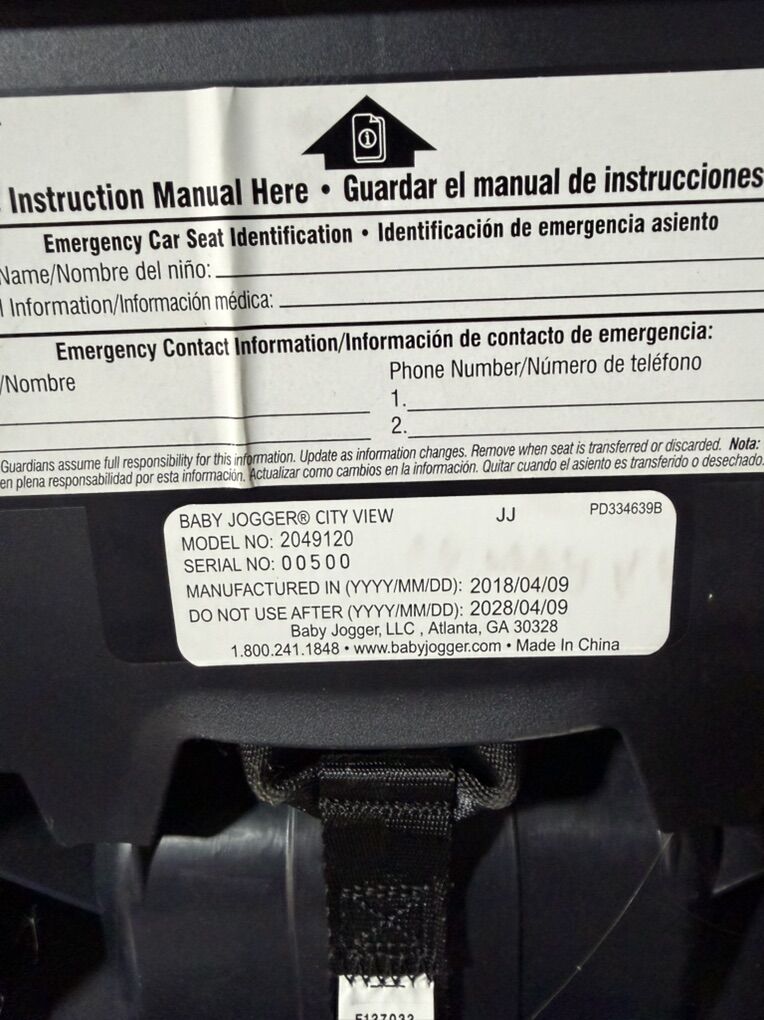 Instruction Manual Here • Guardar el manual de instrucciones
Emergency Car Seat Identification • Identificación de emergencia asiento
Name/Nombre del niño:
Information/Información médica:
Emergency Contact Information/Información de contacto de emergencia:
/Nombre
Phone Number/Número de teléfono
1.
2.
Guardians assume full responsibility for this information. Update as information changes. Remove when seat is transferred or discarded. Nota:
en plena responsabilidad por esta información. Actualizar como cambios en la información. Quitar cuando el asiento es transferido o desechado.
BABY JOGGER® CITY VIEW JJ PD334639B
MODEL NO: 2049120
SERIAL NO: 00500
MANUFACTURED IN (YYYY/MM/DD): 2018/04/09
DO NOT USE AFTER (YYYY/MM/DD): 2028/04/09
Baby Jogger, LLC , Atlanta, GA 30328
1.800.241.1848 • www.babyjogger.com • Made In China